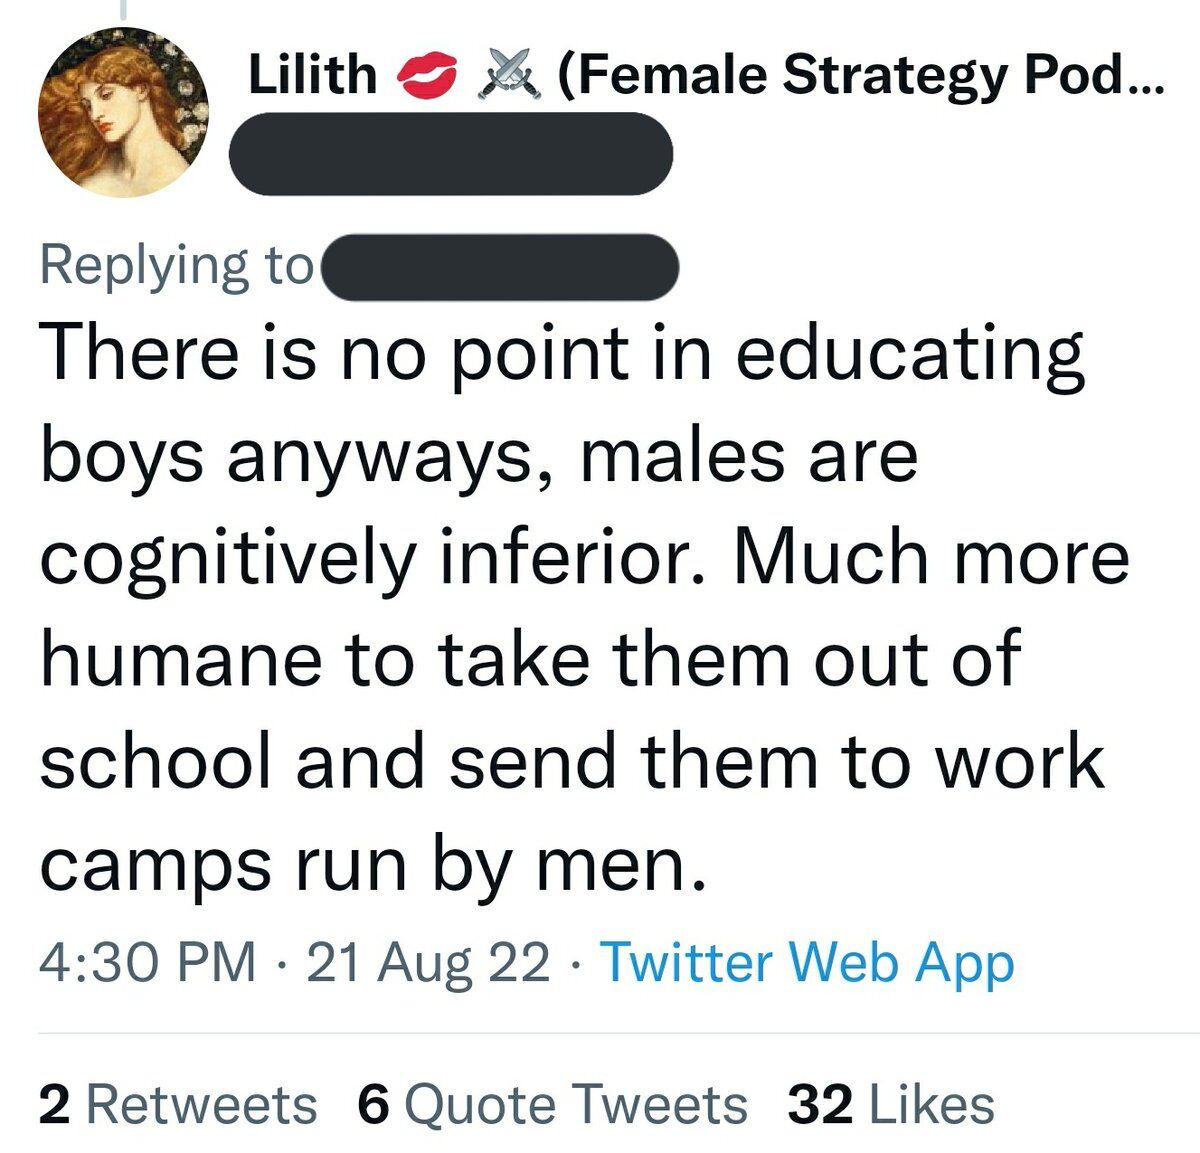 Lilith 💋 ⚔️ (Female Strategy Pod...
Replying to
There is no point in educating
boys anyways, males are
cognitively inferior. Much more
humane to take them out of
school and send them to work
camps run by men.
4:30 PM · 21 Aug 22 · Twitter Web App
2 Retweets 6 Quote Tweets 32 Likes